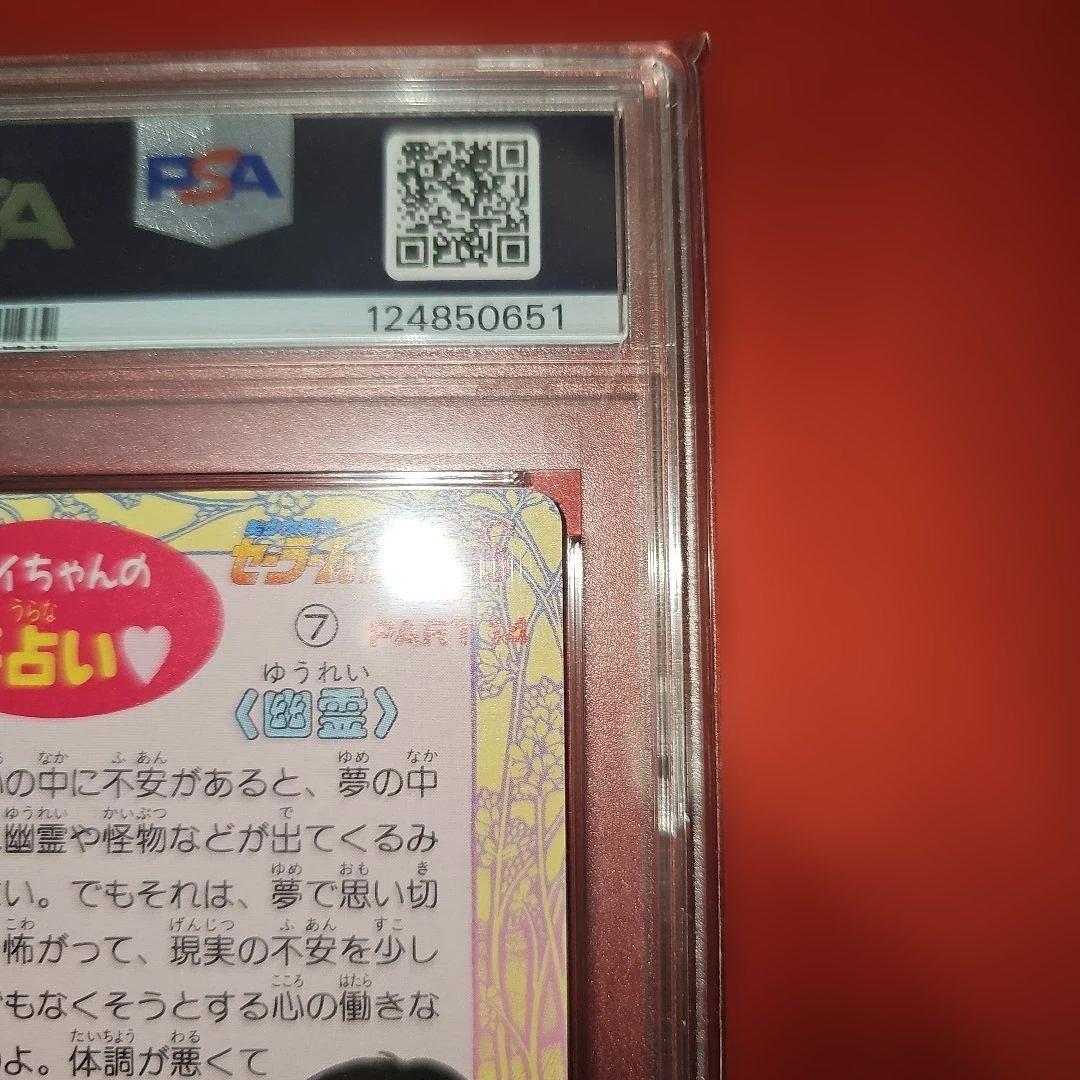 PSA
124850651
イちゃんの
うらな
占い♥
セーラー
⑦ PART 14
ゆうれい
《幽霊》
なか ふあん ゆめ なか
の中に不安があると、夢の中
ゆうれい かいぶつ で
幽霊や怪物などが出てくるみ
ゆめ おも き
い。でもそれは、夢で思い切
こわ げんじつ ふあん すこ
怖がって、現実の不安を少し
こころ はたら
でもなくそうとする心の働きな
たいちょう わる
よ。体調が悪くて